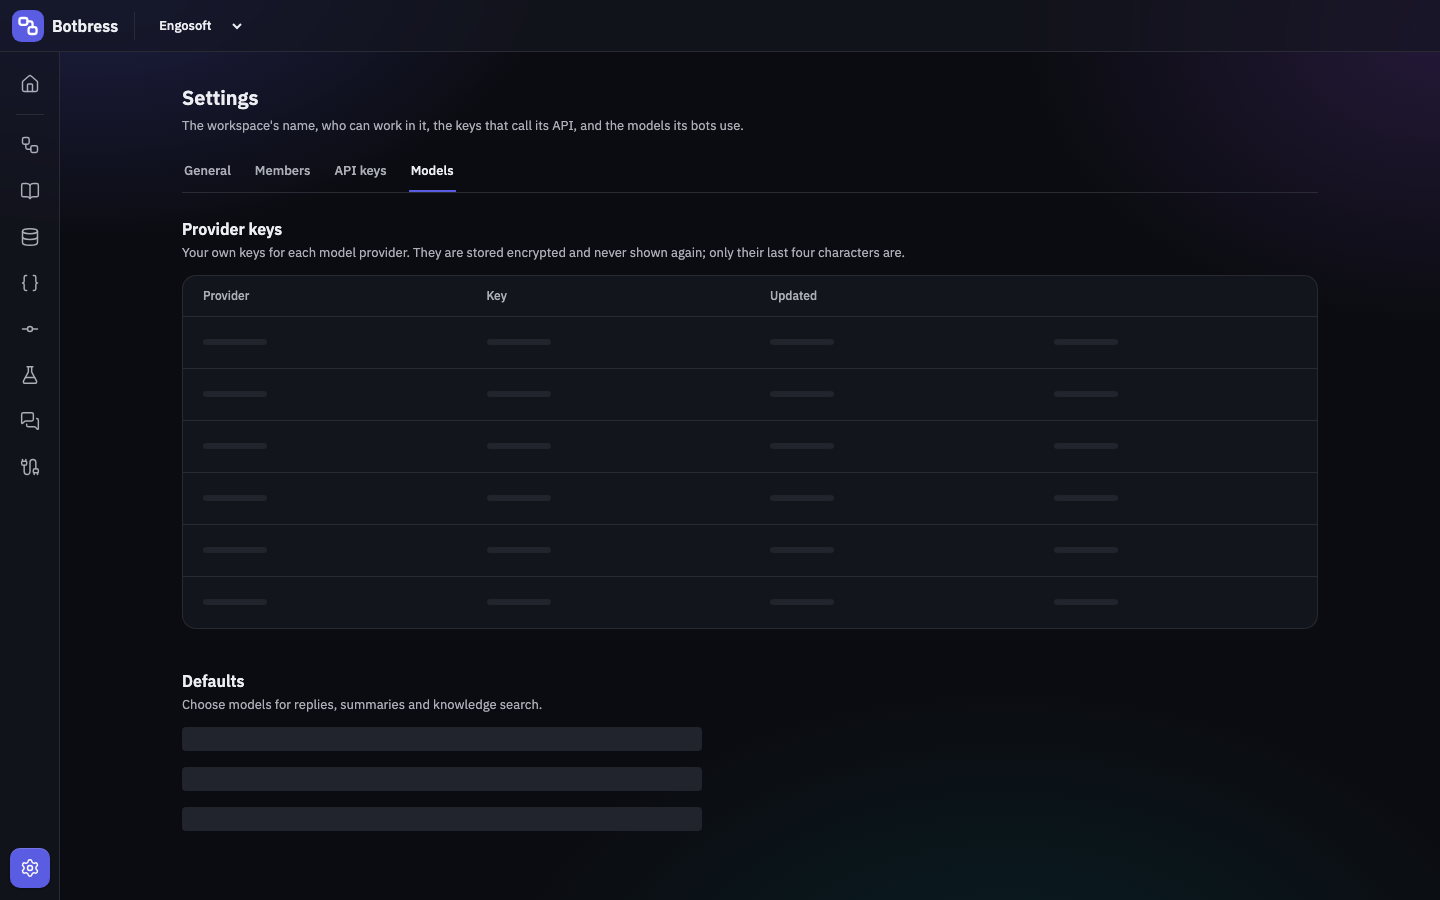 Botbress
Engosoft
Settings
The workspace's name, who can work in it, the keys that call its API, and the models its bots use.
General
Members
API keys
Models
Provider keys
Your own keys for each model provider. They are stored encrypted and never shown again; only their last four characters are.
Provider
Key
Updated
Defaults
Choose models for replies, summaries and knowledge search.